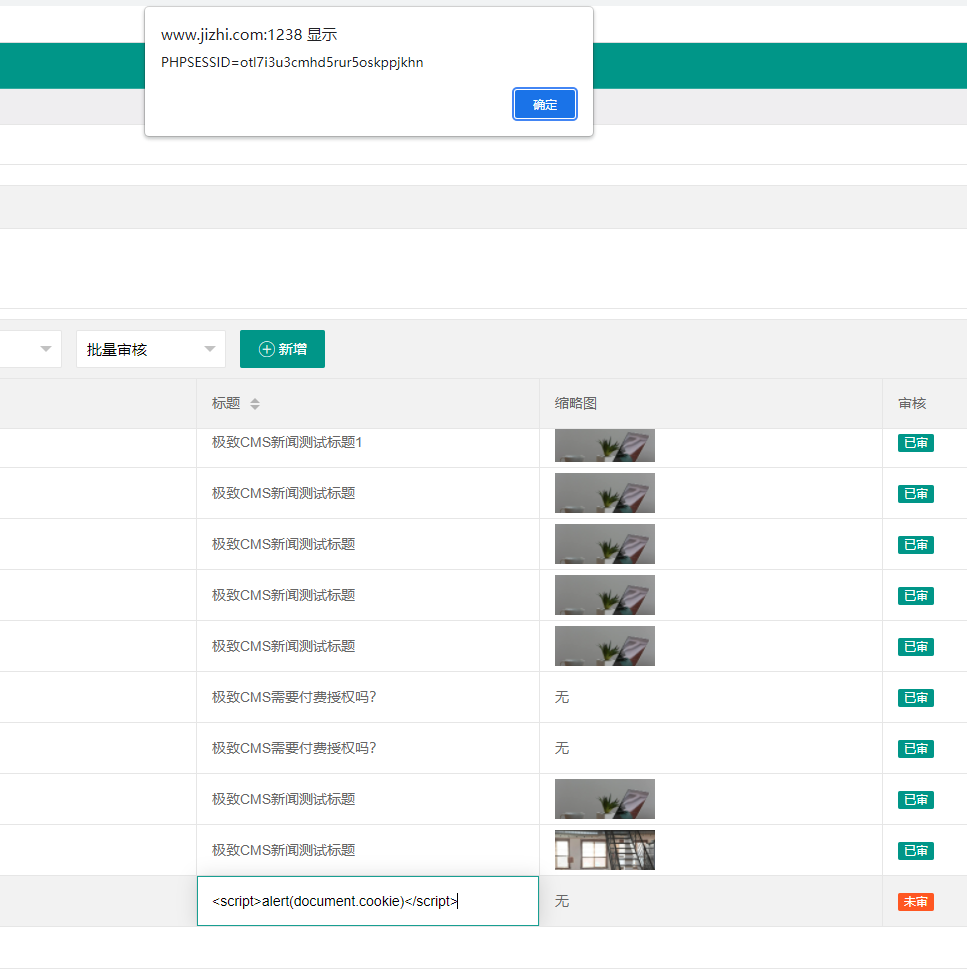 www.jizhi.com:1238 显示
PHPSESSID=otl7i3u3cmhd5rur5oskppjkhn
确定
批量审核 新增
标题 缩略图 审核
极致CMS新闻测试标题1 已审
极致CMS新闻测试标题 已审
极致CMS新闻测试标题 已审
极致CMS新闻测试标题 已审
极致CMS新闻测试标题 已审
极致CMS需要付费授权吗? 无 已审
极致CMS需要付费授权吗? 无 已审
极致CMS新闻测试标题 已审
极致CMS新闻测试标题 已审
<script>alert(document.cookie)</script> 无 未审